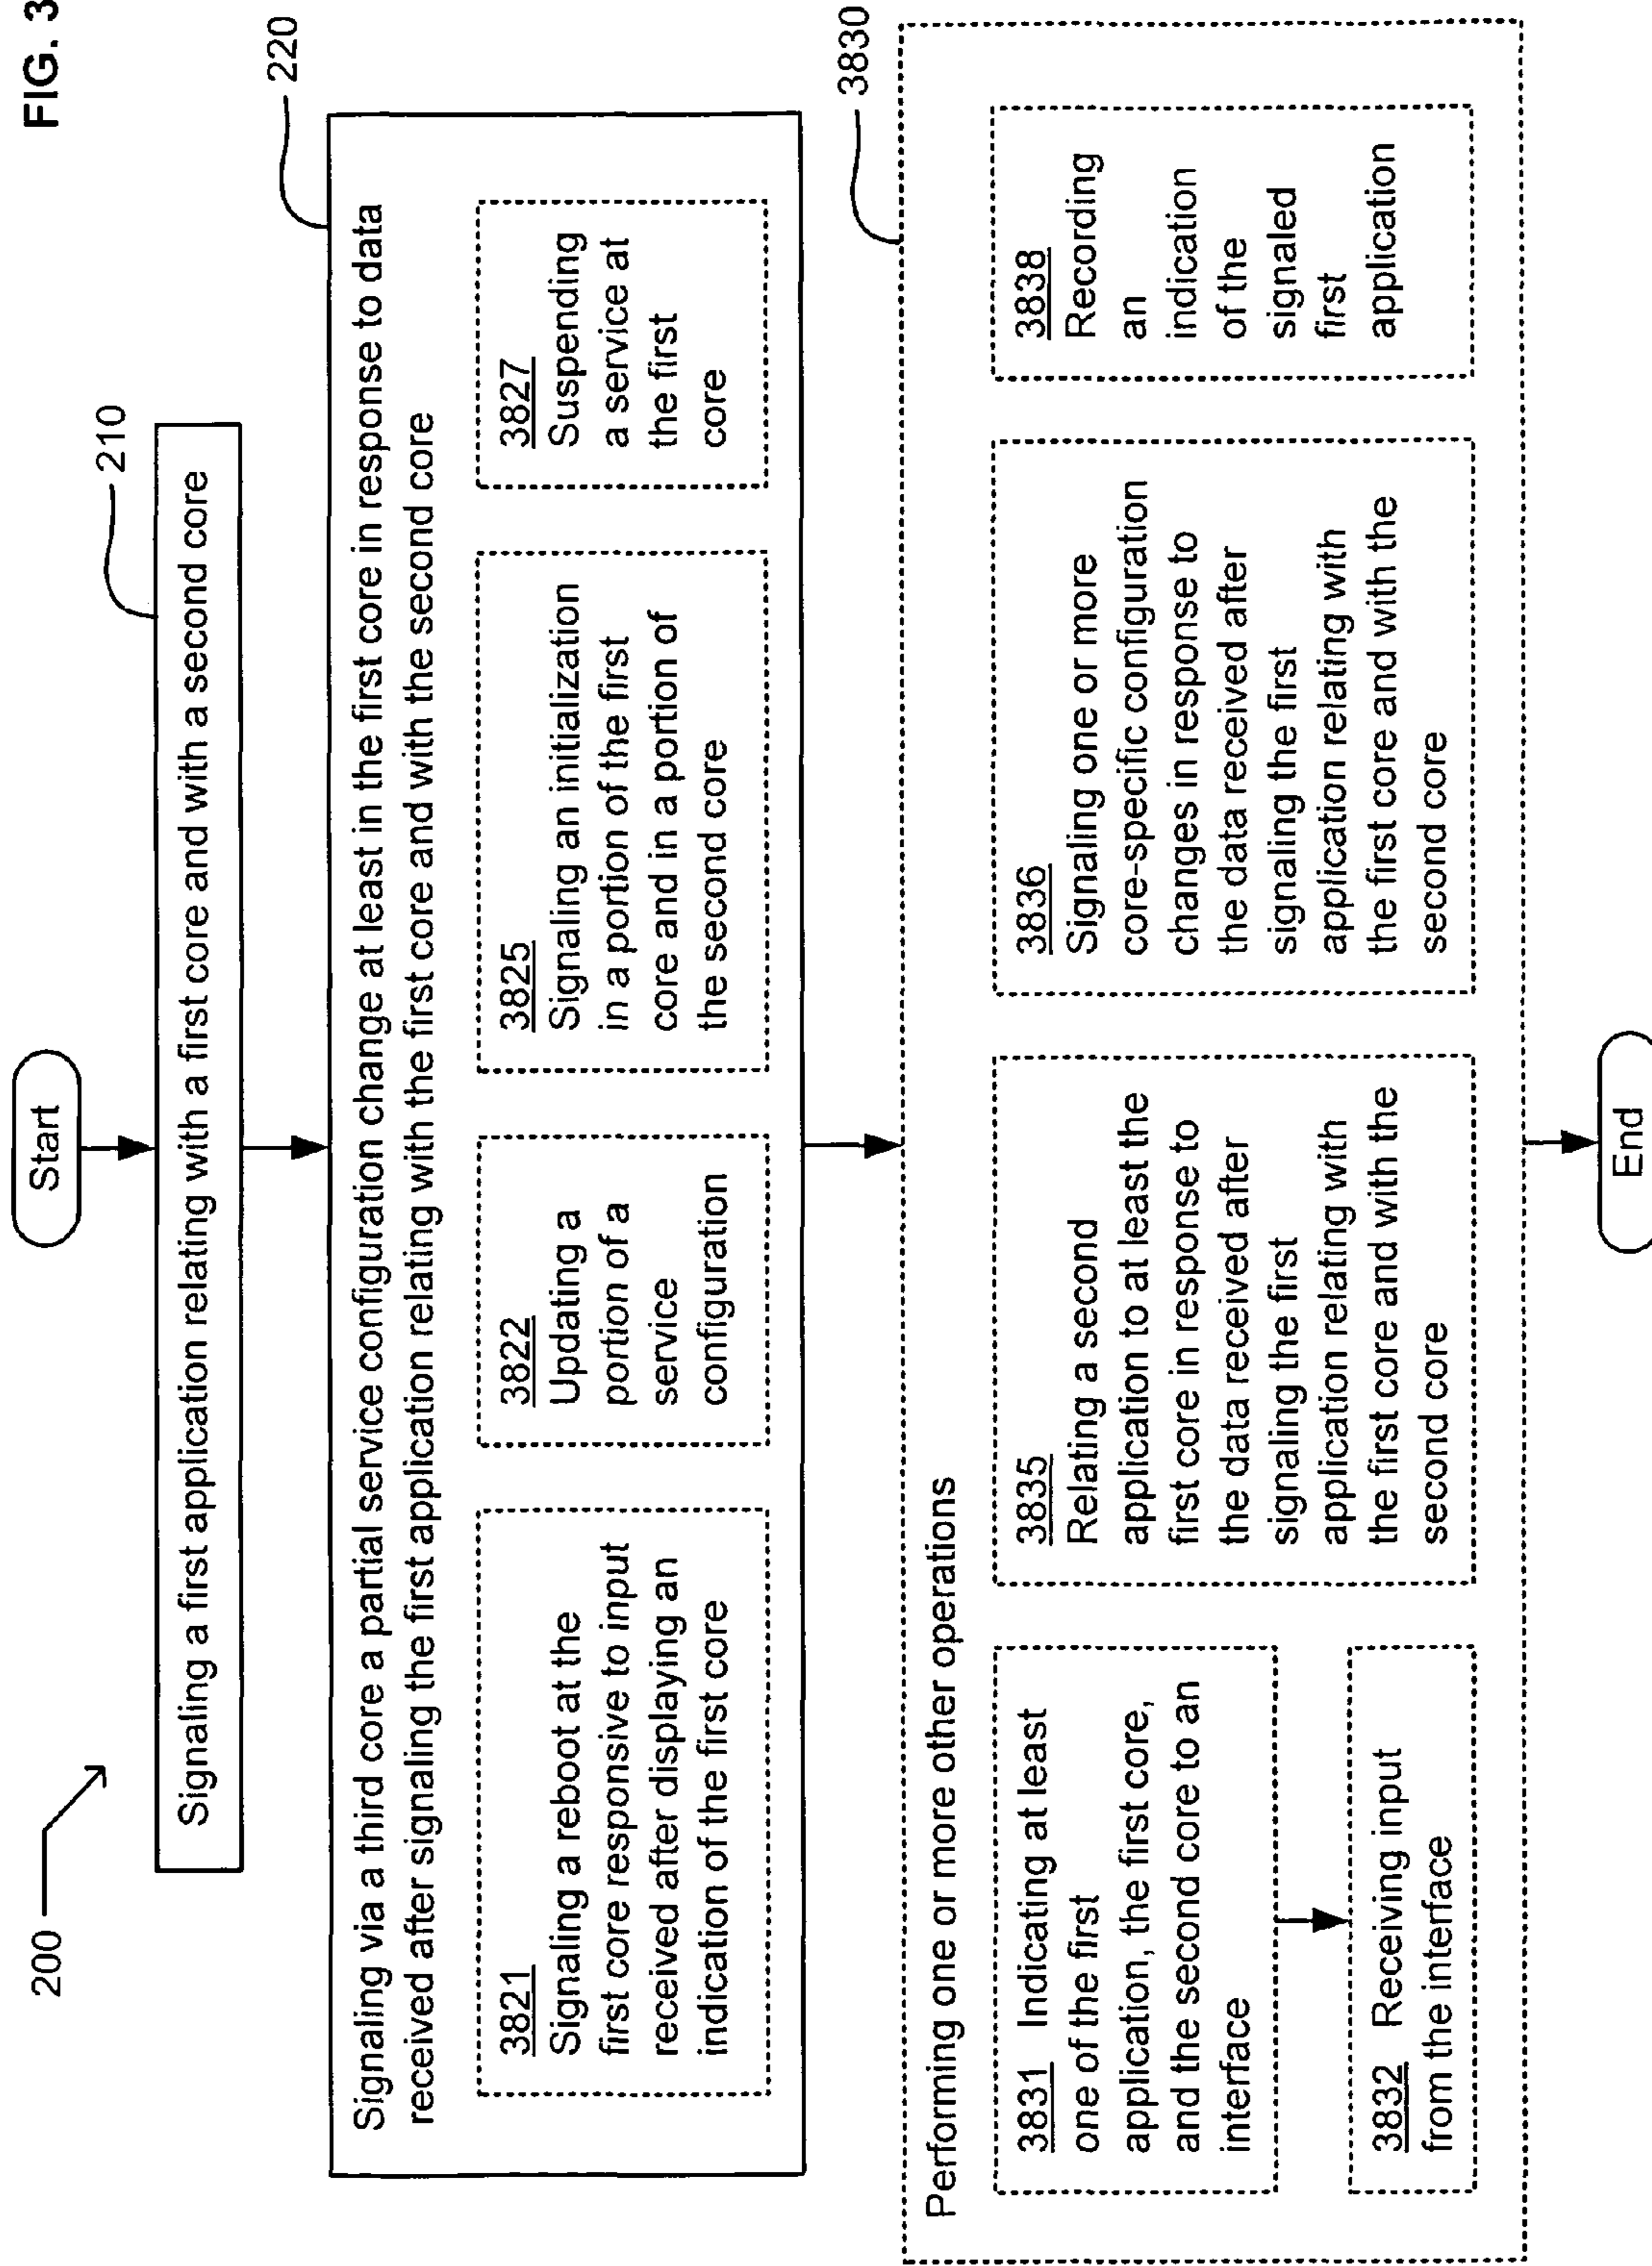 FIG. 3
200
Start
210
Signaling a first application relating with a first core and with a second core
220
Signaling via a third core a partial service configuration change at least in the first core in response to data
received after signaling the first application relating with the first core and with the second core
3821
Signaling a reboot at the
first core responsive to input
received after displaying an
indication of the first core
3822
Updating a
portion of a
service
configuration
3825
Signaling an initialization
in a portion of the first
core and in a portion of
the second core
3827
Suspending
a service at
the first
core
3830
Performing one or more other operations
3831 Indicating at least
one of the first
application, the first core,
and the second core to an
interface
3832 Receiving input
from the interface
3835
Relating a second
application to at least the
first core in response to
the data received after
signaling the first
application relating with
the first core and with the
second core
3836
Signaling one or more
core-specific configuration
changes in response to
the data received after
signaling the first
application relating with
the first core and with the
second core
3838
Recording
an
indication
of the
signaled
first
application
End